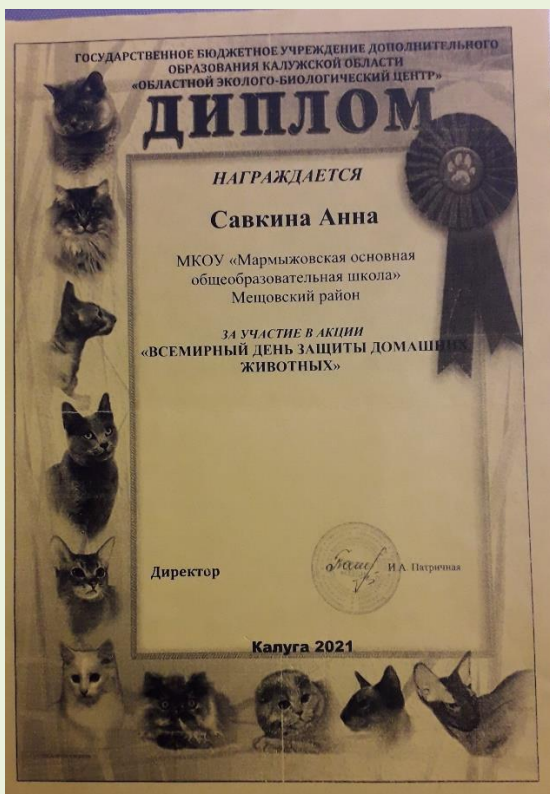 ГОСУДАРСТВЕННОЕ БЮДЖЕТНОЕ УЧРЕЖДЕНИЕ ДОПОЛНИТЕЛЬНОГО
ОБРАЗОВАНИЯ КАЛУЖСКОЙ ОБЛАСТИ
«ОБЛАСТНОЙ ЭКОЛОГО-БИОЛОГИЧЕСКИЙ ЦЕНТР»
ДИПЛОМ
НАГРАЖДАЕТСЯ
Савкина Анна
МКОУ «Мармыжовская основная
общеобразовательная школа»
Мещовский район
ЗА УЧАСТИЕ В АКЦИИ
«ВСЕМИРНЫЙ ДЕНЬ ЗАЩИТЫ ДОМАШНИХ
ЖИВОТНЫХ»
Директор И.А. Патричная
Калуга 2021